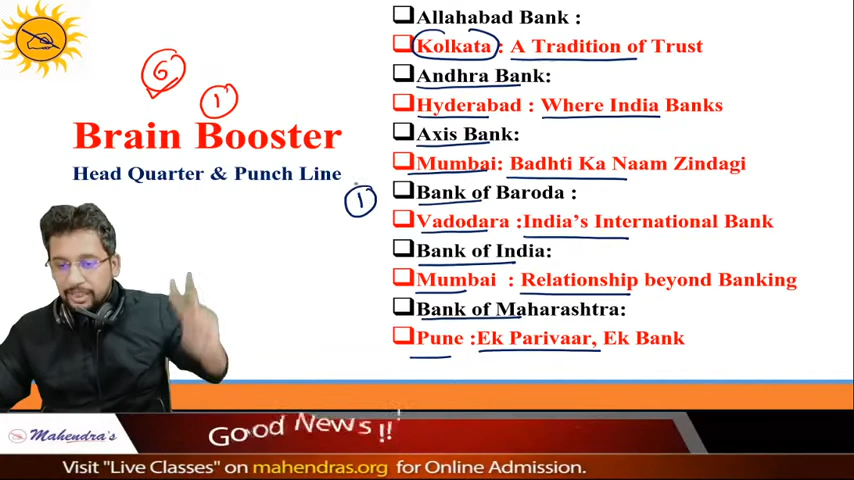 Allahabad Bank :
Kolkata : A Tradition of Trust
Andhra Bank:
Hyderabad : Where India Banks
Axis Bank:
Mumbai: Badhti Ka Naam Zindagi
Bank of Baroda :
Vadodara :India's International Bank
Bank of India:
Mumbai : Relationship beyond Banking
Bank of Maharashtra:
Pune :Ek Parivaar, Ek Bank
6
1
Brain Booster
Head Quarter & Punch Line
1
Mahendra's
Good News !!
Visit "Live Classes" on mahendras.org for Online Admission.